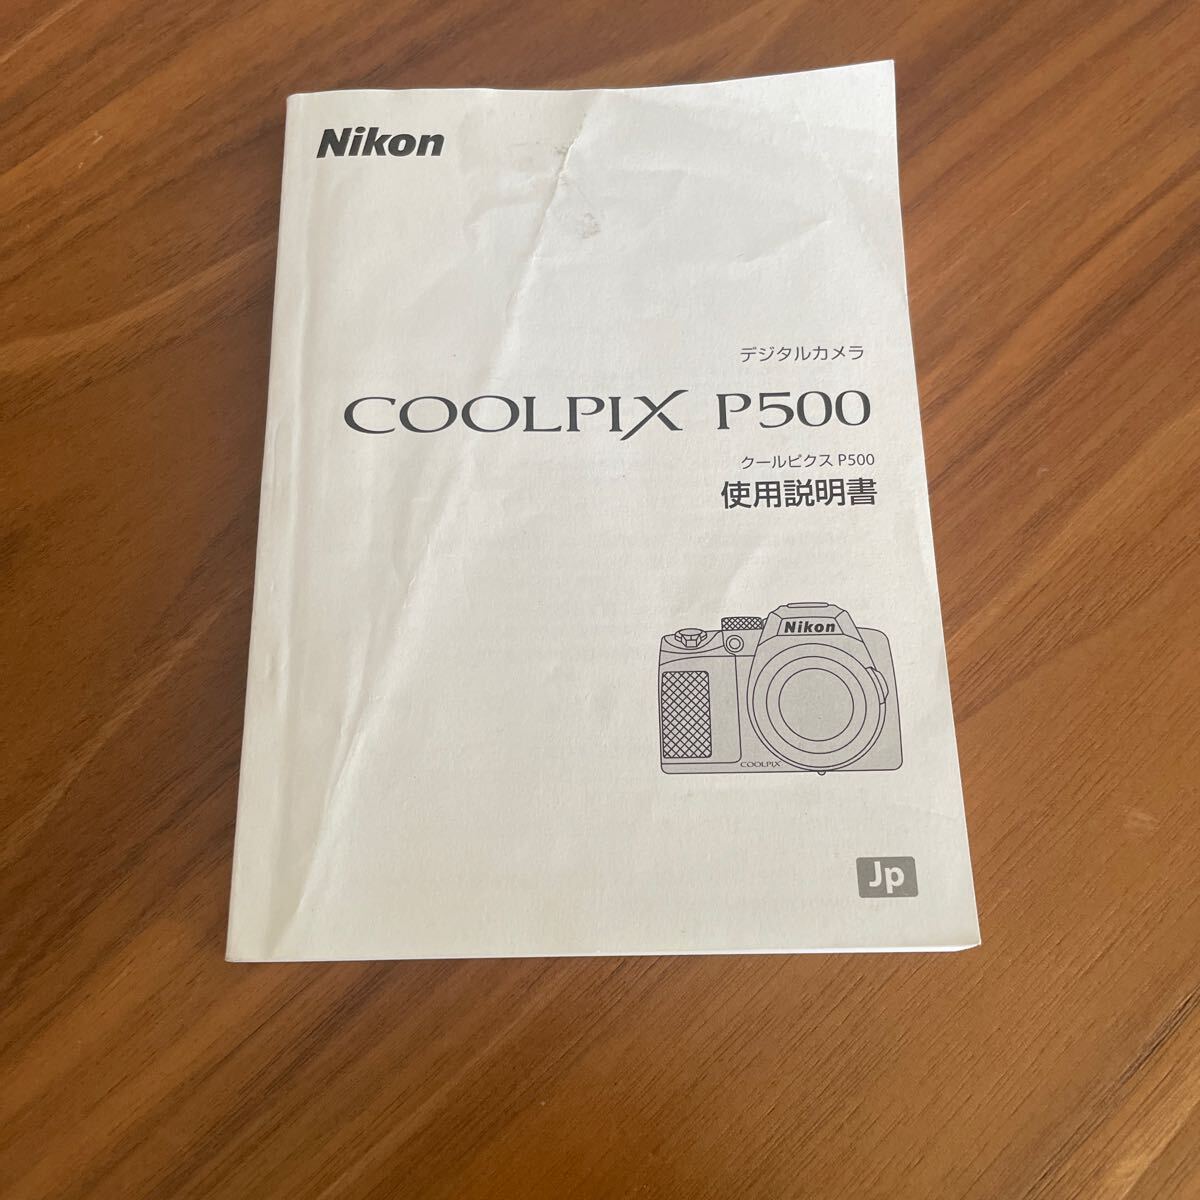 Nikon
デジタルカメラ
COOLPIX P500
クールピクス P500
使用説明書
Nikon
COOLPIX
Jp